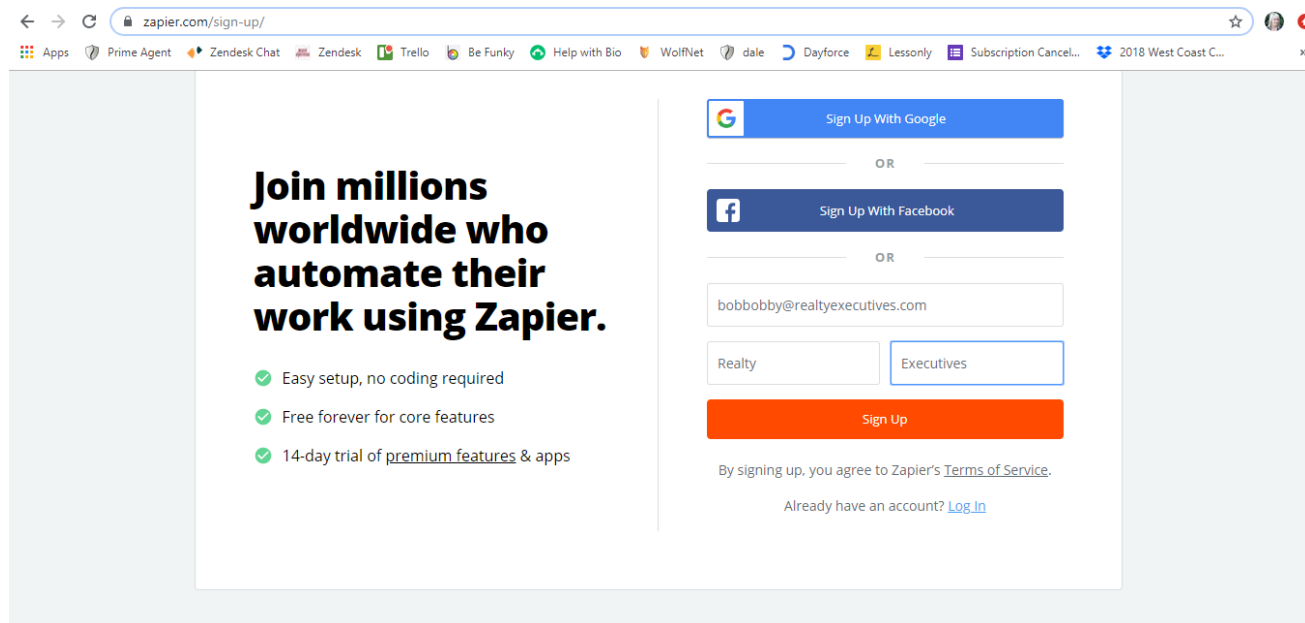 zapier.com/sign-up/
Apps Prime Agent Zendesk Chat Zendesk Trello Be Funky Help with Bio WolfNet dale Dayforce Lessonly Subscription Cancel... 2018 West Coast C... »
Join millions
worldwide who
automate their
work using Zapier.
Easy setup, no coding required
Free forever for core features
14-day trial of premium features & apps
Sign Up With Google
OR
Sign Up With Facebook
OR
bobbobby@realtyexecutives.com
Realty Executives
Sign Up
By signing up, you agree to Zapier's Terms of Service.
Already have an account? Log In